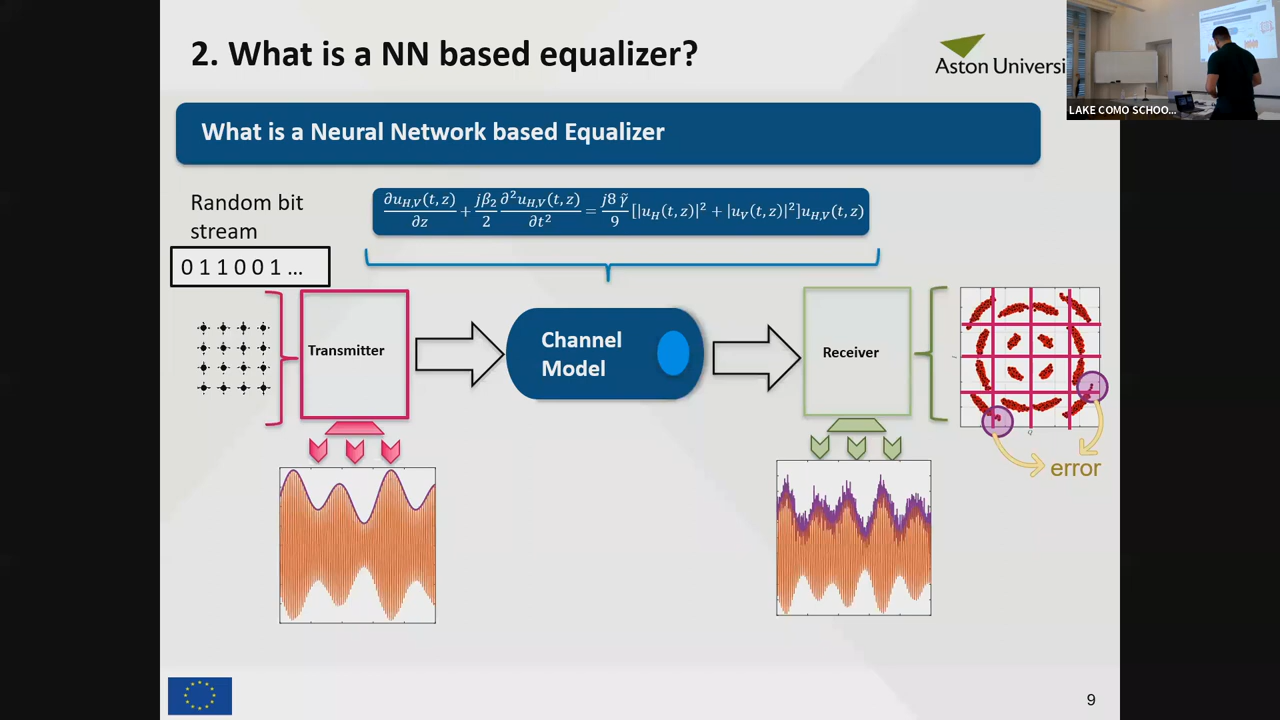 2. What is a NN based equalizer?
Aston Universi
LAKE COMO SCHOO...
What is a Neural Network based Equalizer
Random bit
stream
∂u_{H,V}(t,z)/∂z + jβ₂/2 ∂²u_{H,V}(t,z)/∂t² = j8γ̃/9 [|u_H(t,z)|² + |u_V(t,z)|²]u_{H,V}(t,z)
0 1 1 0 0 1 ...
Transmitter
Channel
Model
Receiver
error
9